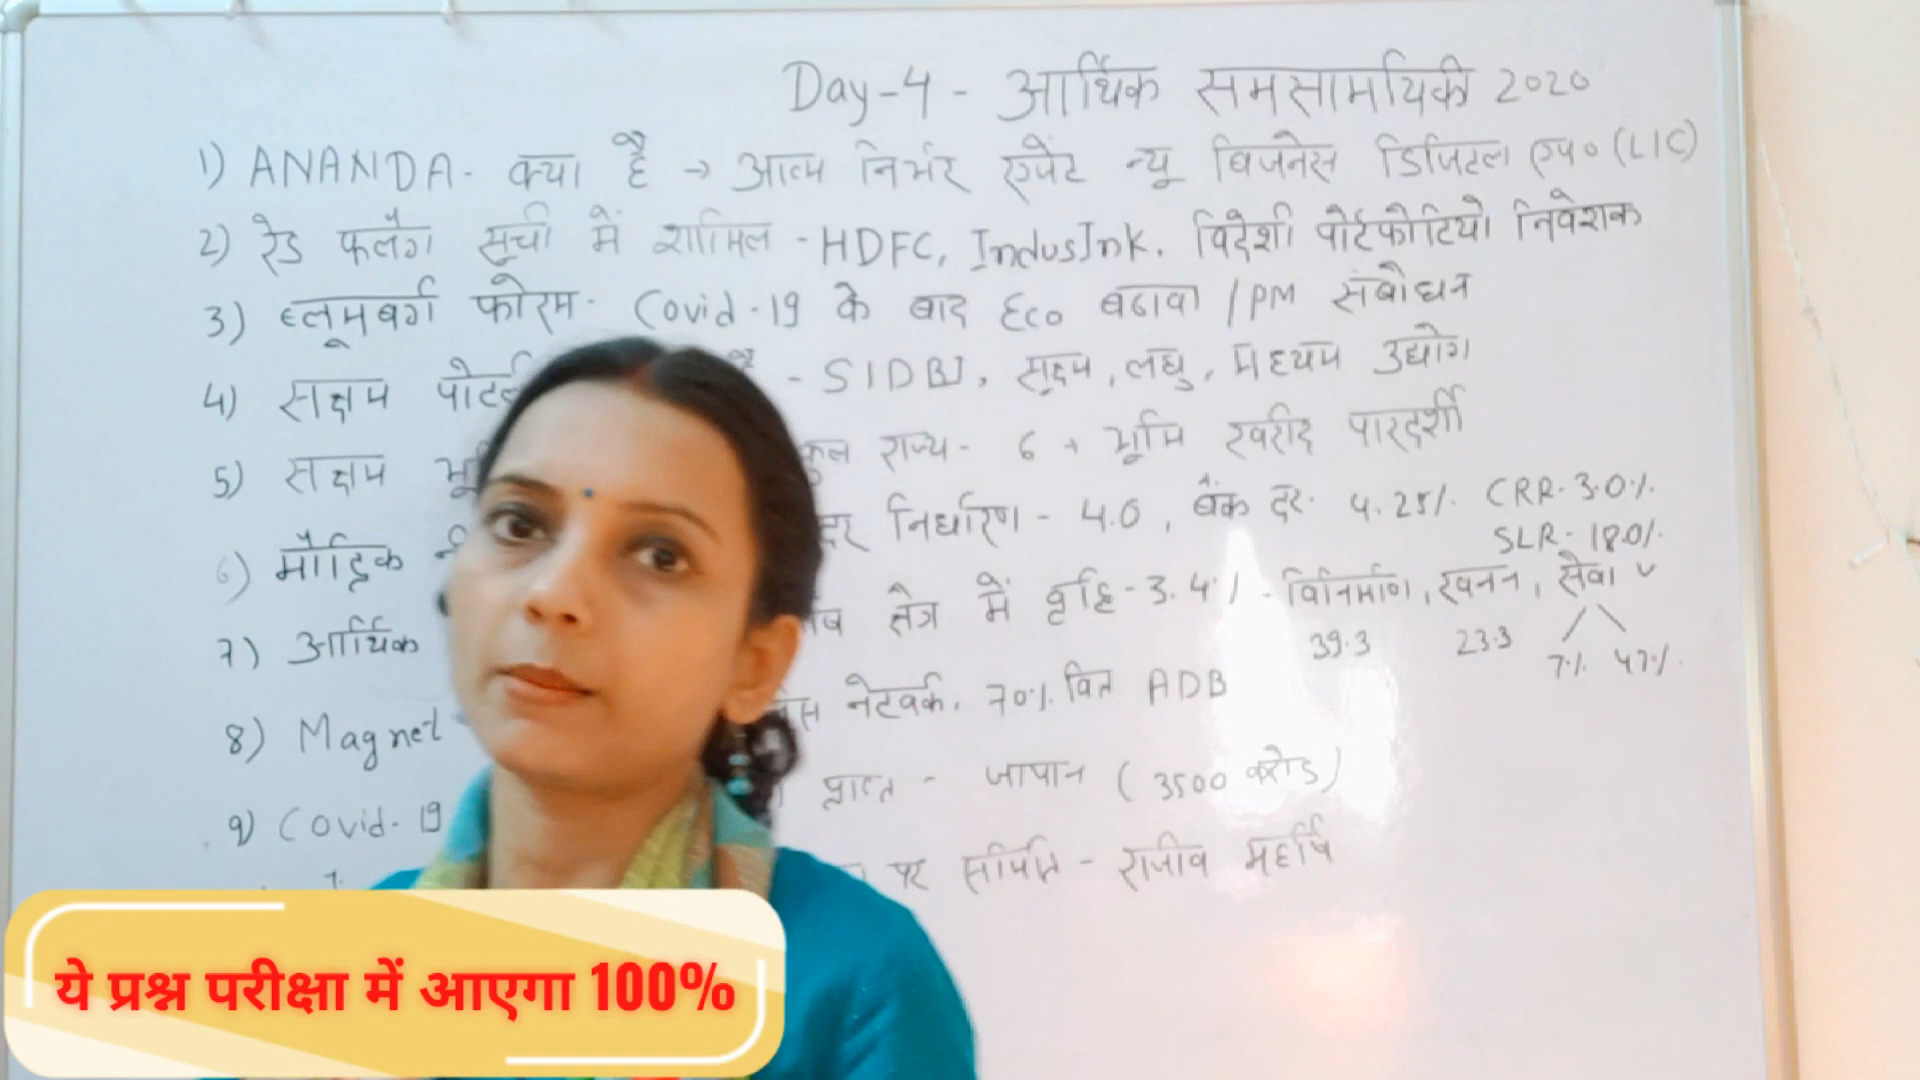 Day-4 - आर्थिक समसामयिकी 2020
1) ANANDA- क्या है → आत्म निर्भर एजेंट न्यू बिजनेस डिजिटल एप० (LIC)
2) रेड फ्लैग सूची में शामिल - HDFC, IndusInk. विदेशी पोर्टफोटियो निवेशक
3) ब्लूमबर्ग फोरम- Covid-19 के बाद Eco बढावा / PM संबोधन
4) सक्षम पोर्टल है - SIDBI, सूक्ष्म, लघु, मध्यम उद्योग
5) सक्षम कुल राज्य- 6 + भूमि खरीद पारदर्शी
6) मौद्रिक दर निर्धारण - 4.0, बैंक दर- 4.25%. CRR-3.0%.
SLR- 18.0%.
7) आर्थिक क्षेत्र में वृद्धि-3.4% - विनिर्माण, खनन, सेवा
39.3 23.3 7%. 47%.
8) Magnet नेटवर्क. 70%. वित ADB
9) Covid-19 प्राप्त - जापान (3500 करोड)
पर समिति - राजीव महर्षि
ये प्रश्न परीक्षा में आएगा 100%